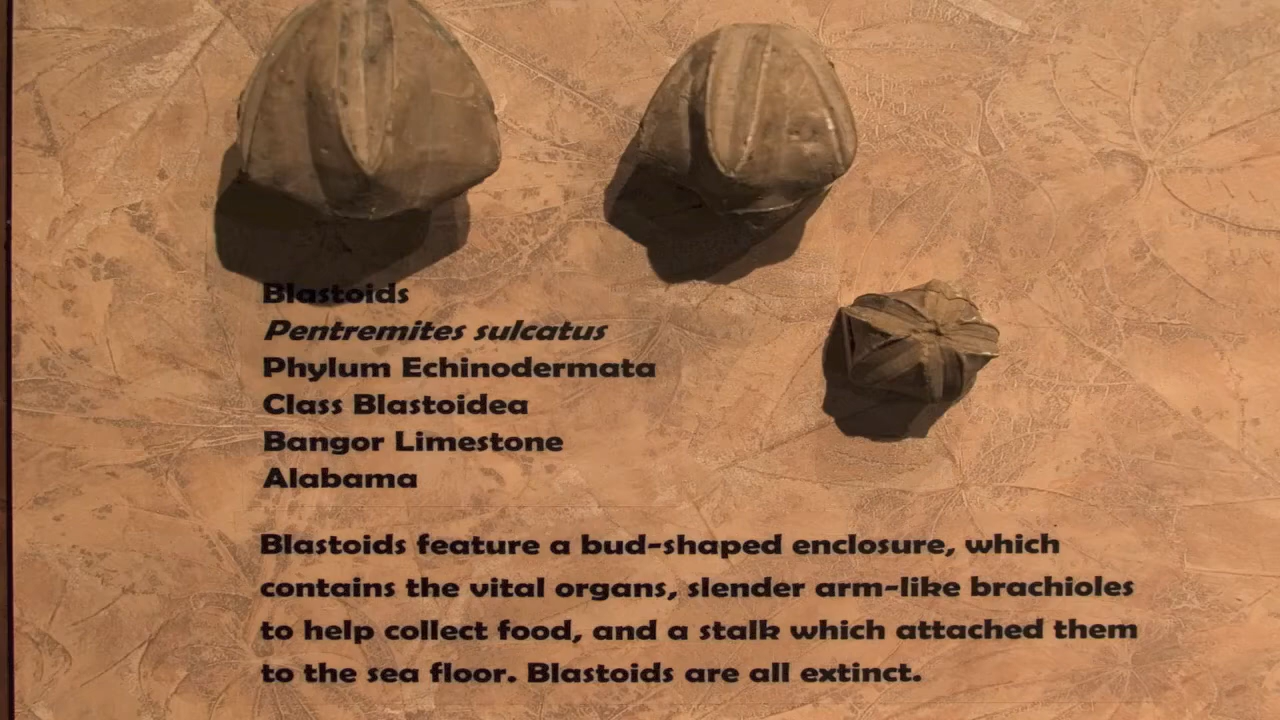 Blastoids
Pentremites sulcatus
Phylum Echinodermata
Class Blastoidea
Bangor Limestone
Alabama
Blastoids feature a bud-shaped enclosure, which
contains the vital organs, slender arm-like brachioles
to help collect food, and a stalk which attached them
to the sea floor. Blastoids are all extinct.